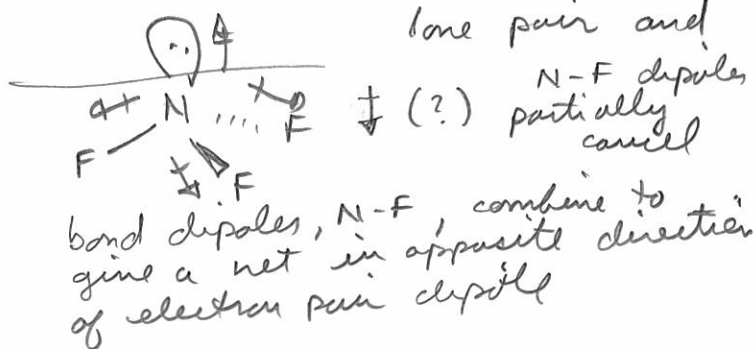 lone pair and
N-F dipoles
(?) partially
cancel
N
F
F
F
bond dipoles, N-F, combine to
give a net in opposite direction
of electron pair dipole